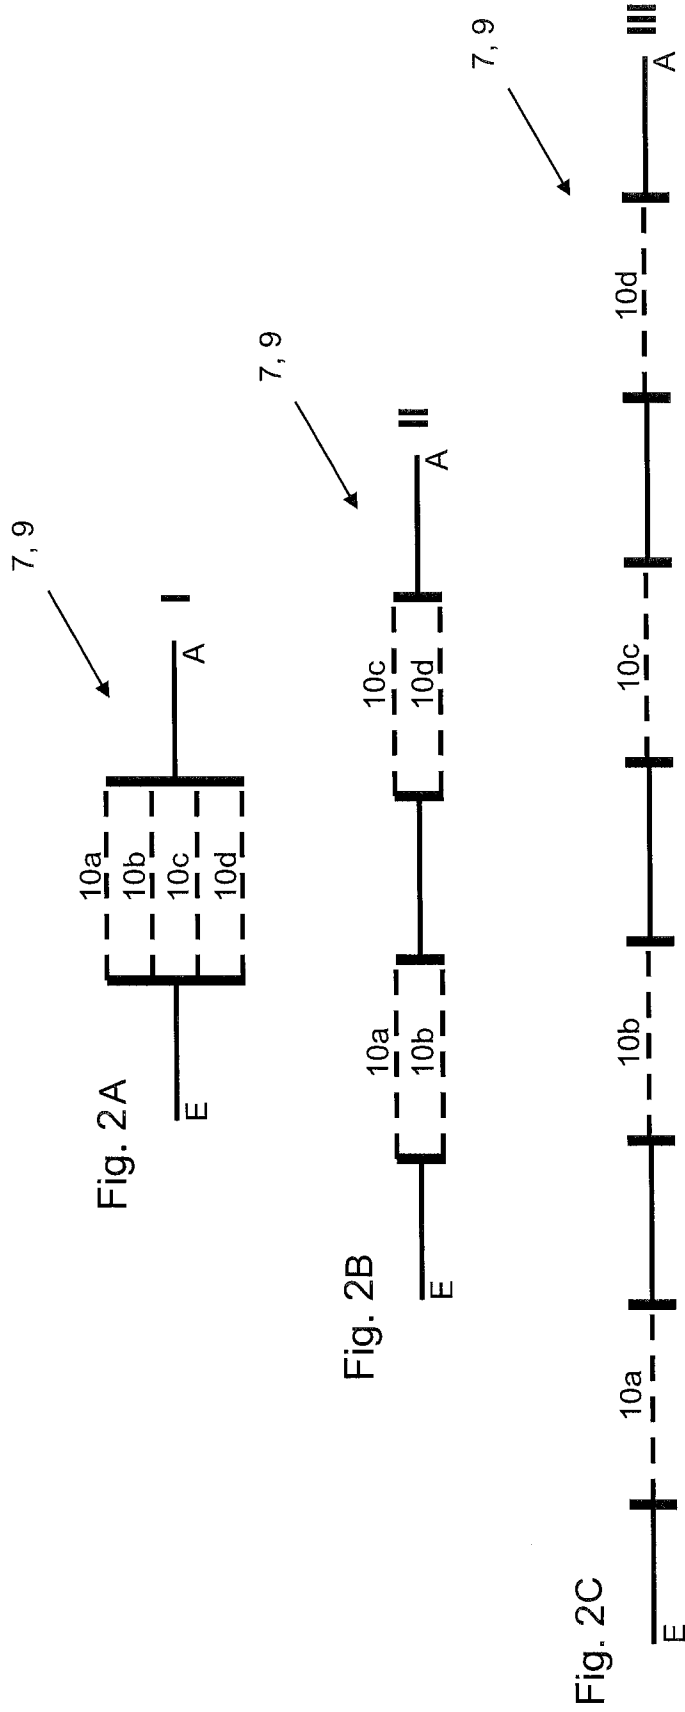 Fig. 2A
7, 9
I
E
10a
10b
10c
10d
A
Fig. 2B
7, 9
II
E
10a
10b
10c
10d
A
Fig. 2C
7, 9
III
E
10a
10b
10c
10d
A